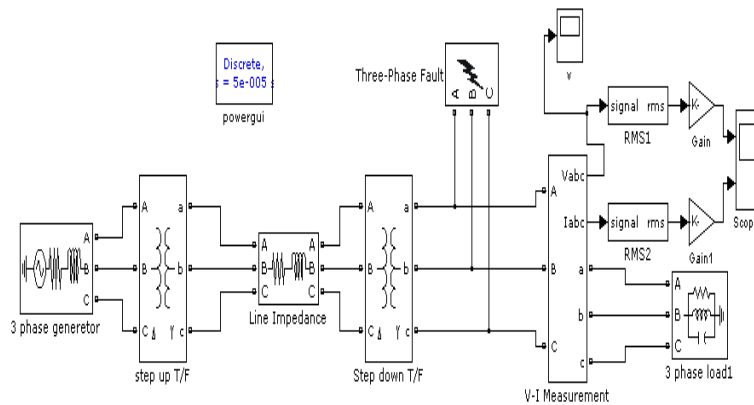 Discrete,
s = 5e-005 s
powergui
Three-Phase Fault
A B C
v
signal rms
RMS1
K-
Gain
Scop
signal rms
RMS2
K-
Gain1
A
B
C
3 phase generetor
A
B
C
a
b
c
Δ Y
step up T/F
A
B
C
A
B
C
Line Impedance
A
B
C
a
b
c
Δ Y
Step down T/F
A
B
C
Vabc
Iabc
a
b
c
V-I Measurement
A
B
C
3 phase load1